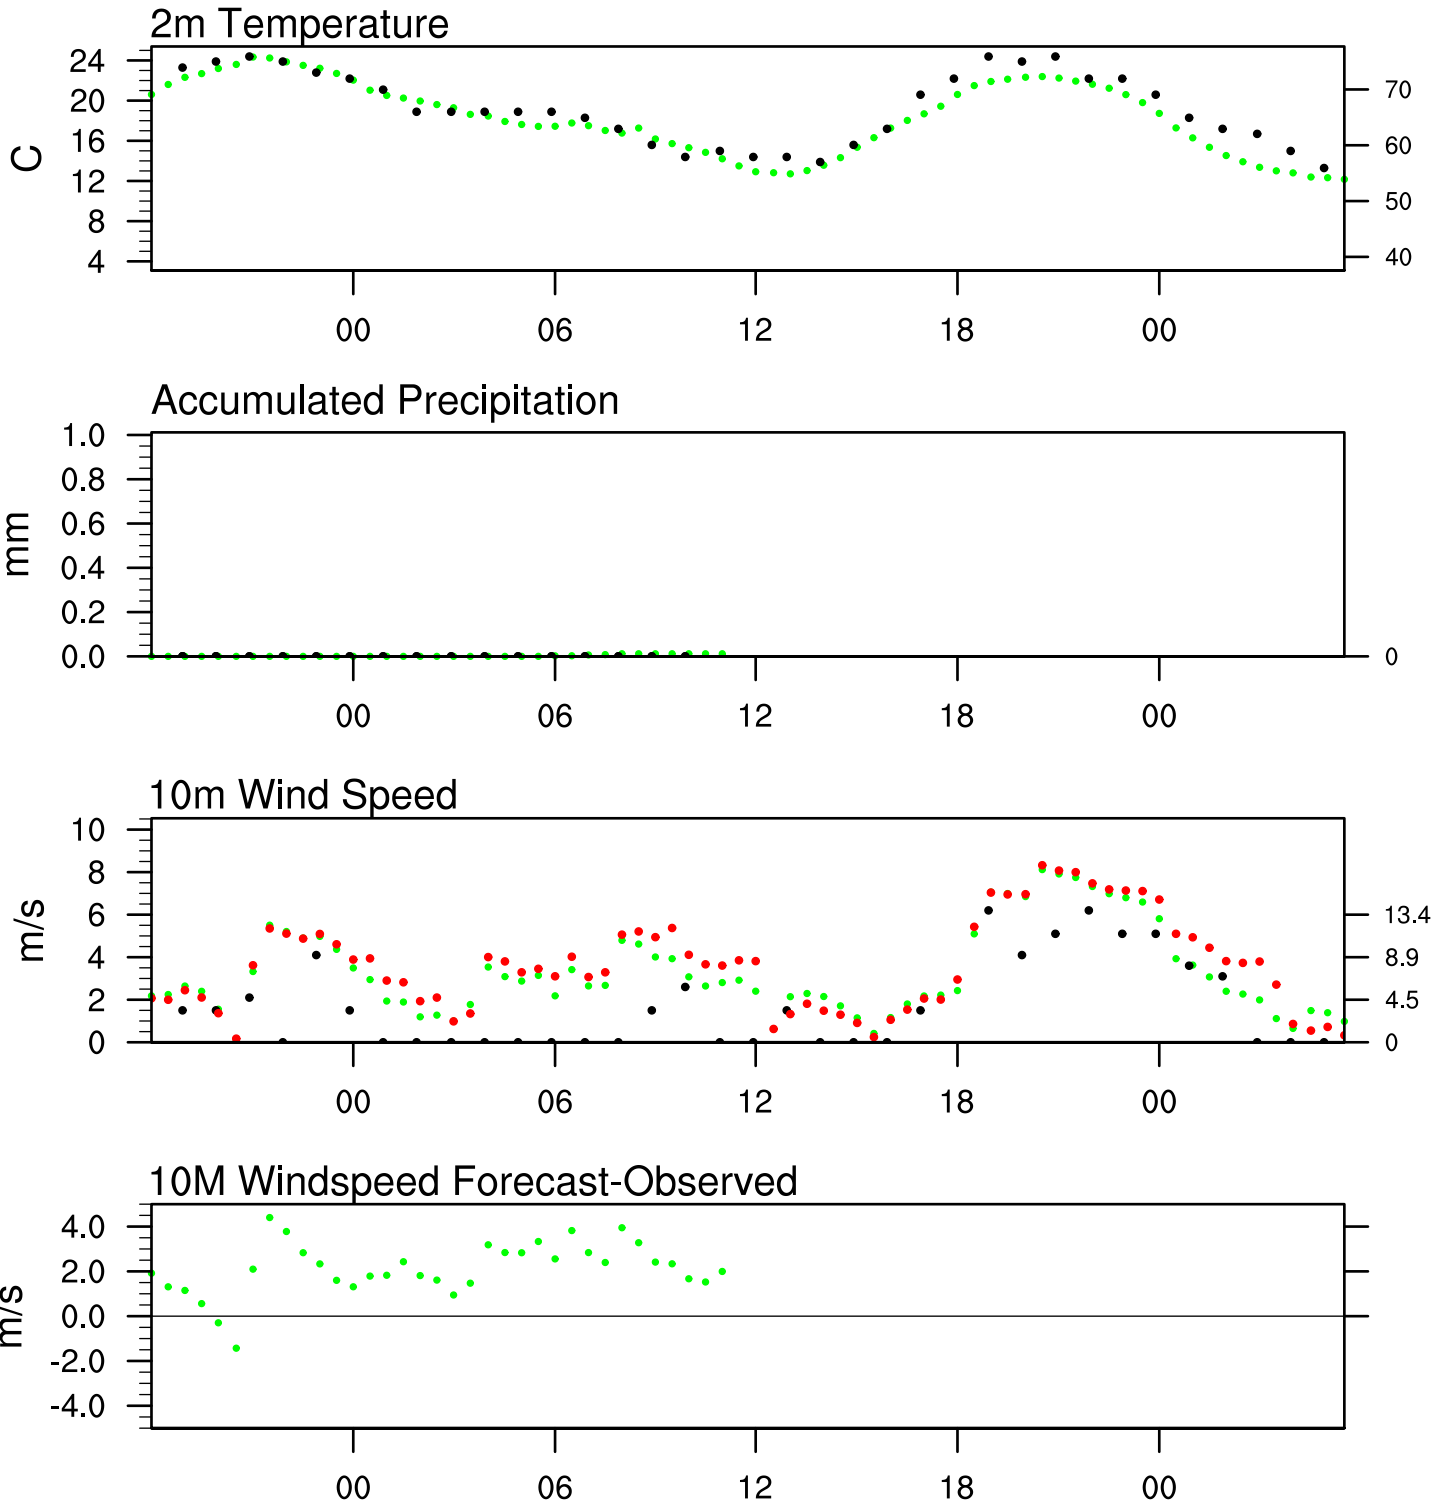 2m Temperature
24
20
16
12
8
4
C
70
60
50
40
00 06 12 18 00
Accumulated Precipitation
1.0
0.8
0.6
0.4
0.2
0.0
mm
0
00 06 12 18 00
10m Wind Speed
10
8
6
4
2
0
m/s
13.4
8.9
4.5
0
00 06 12 18 00
10M Windspeed Forecast-Observed
4.0
2.0
0.0
-2.0
-4.0
m/s
00 06 12 18 00